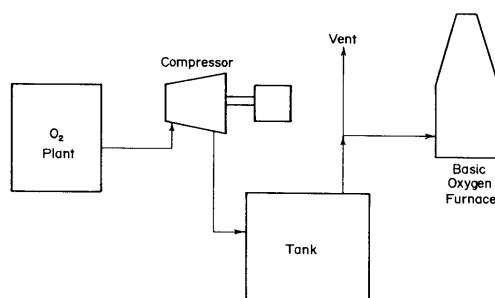 Vent
Compressor
O₂
Plant
Basic
Oxygen
Furnace
Tank